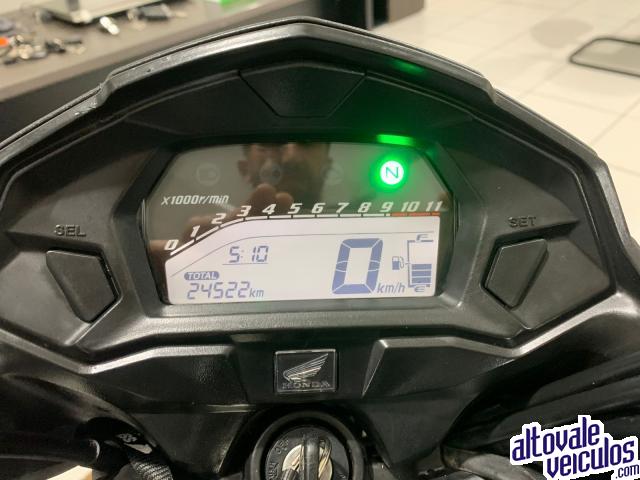 N
x1000r/min
0 1 2 3 4 5 6 7 8 9 10 11
SEL
SET
5:10
F
0 km/h
TOTAL
24522 km
E
HONDA
altovale
veiculos.com